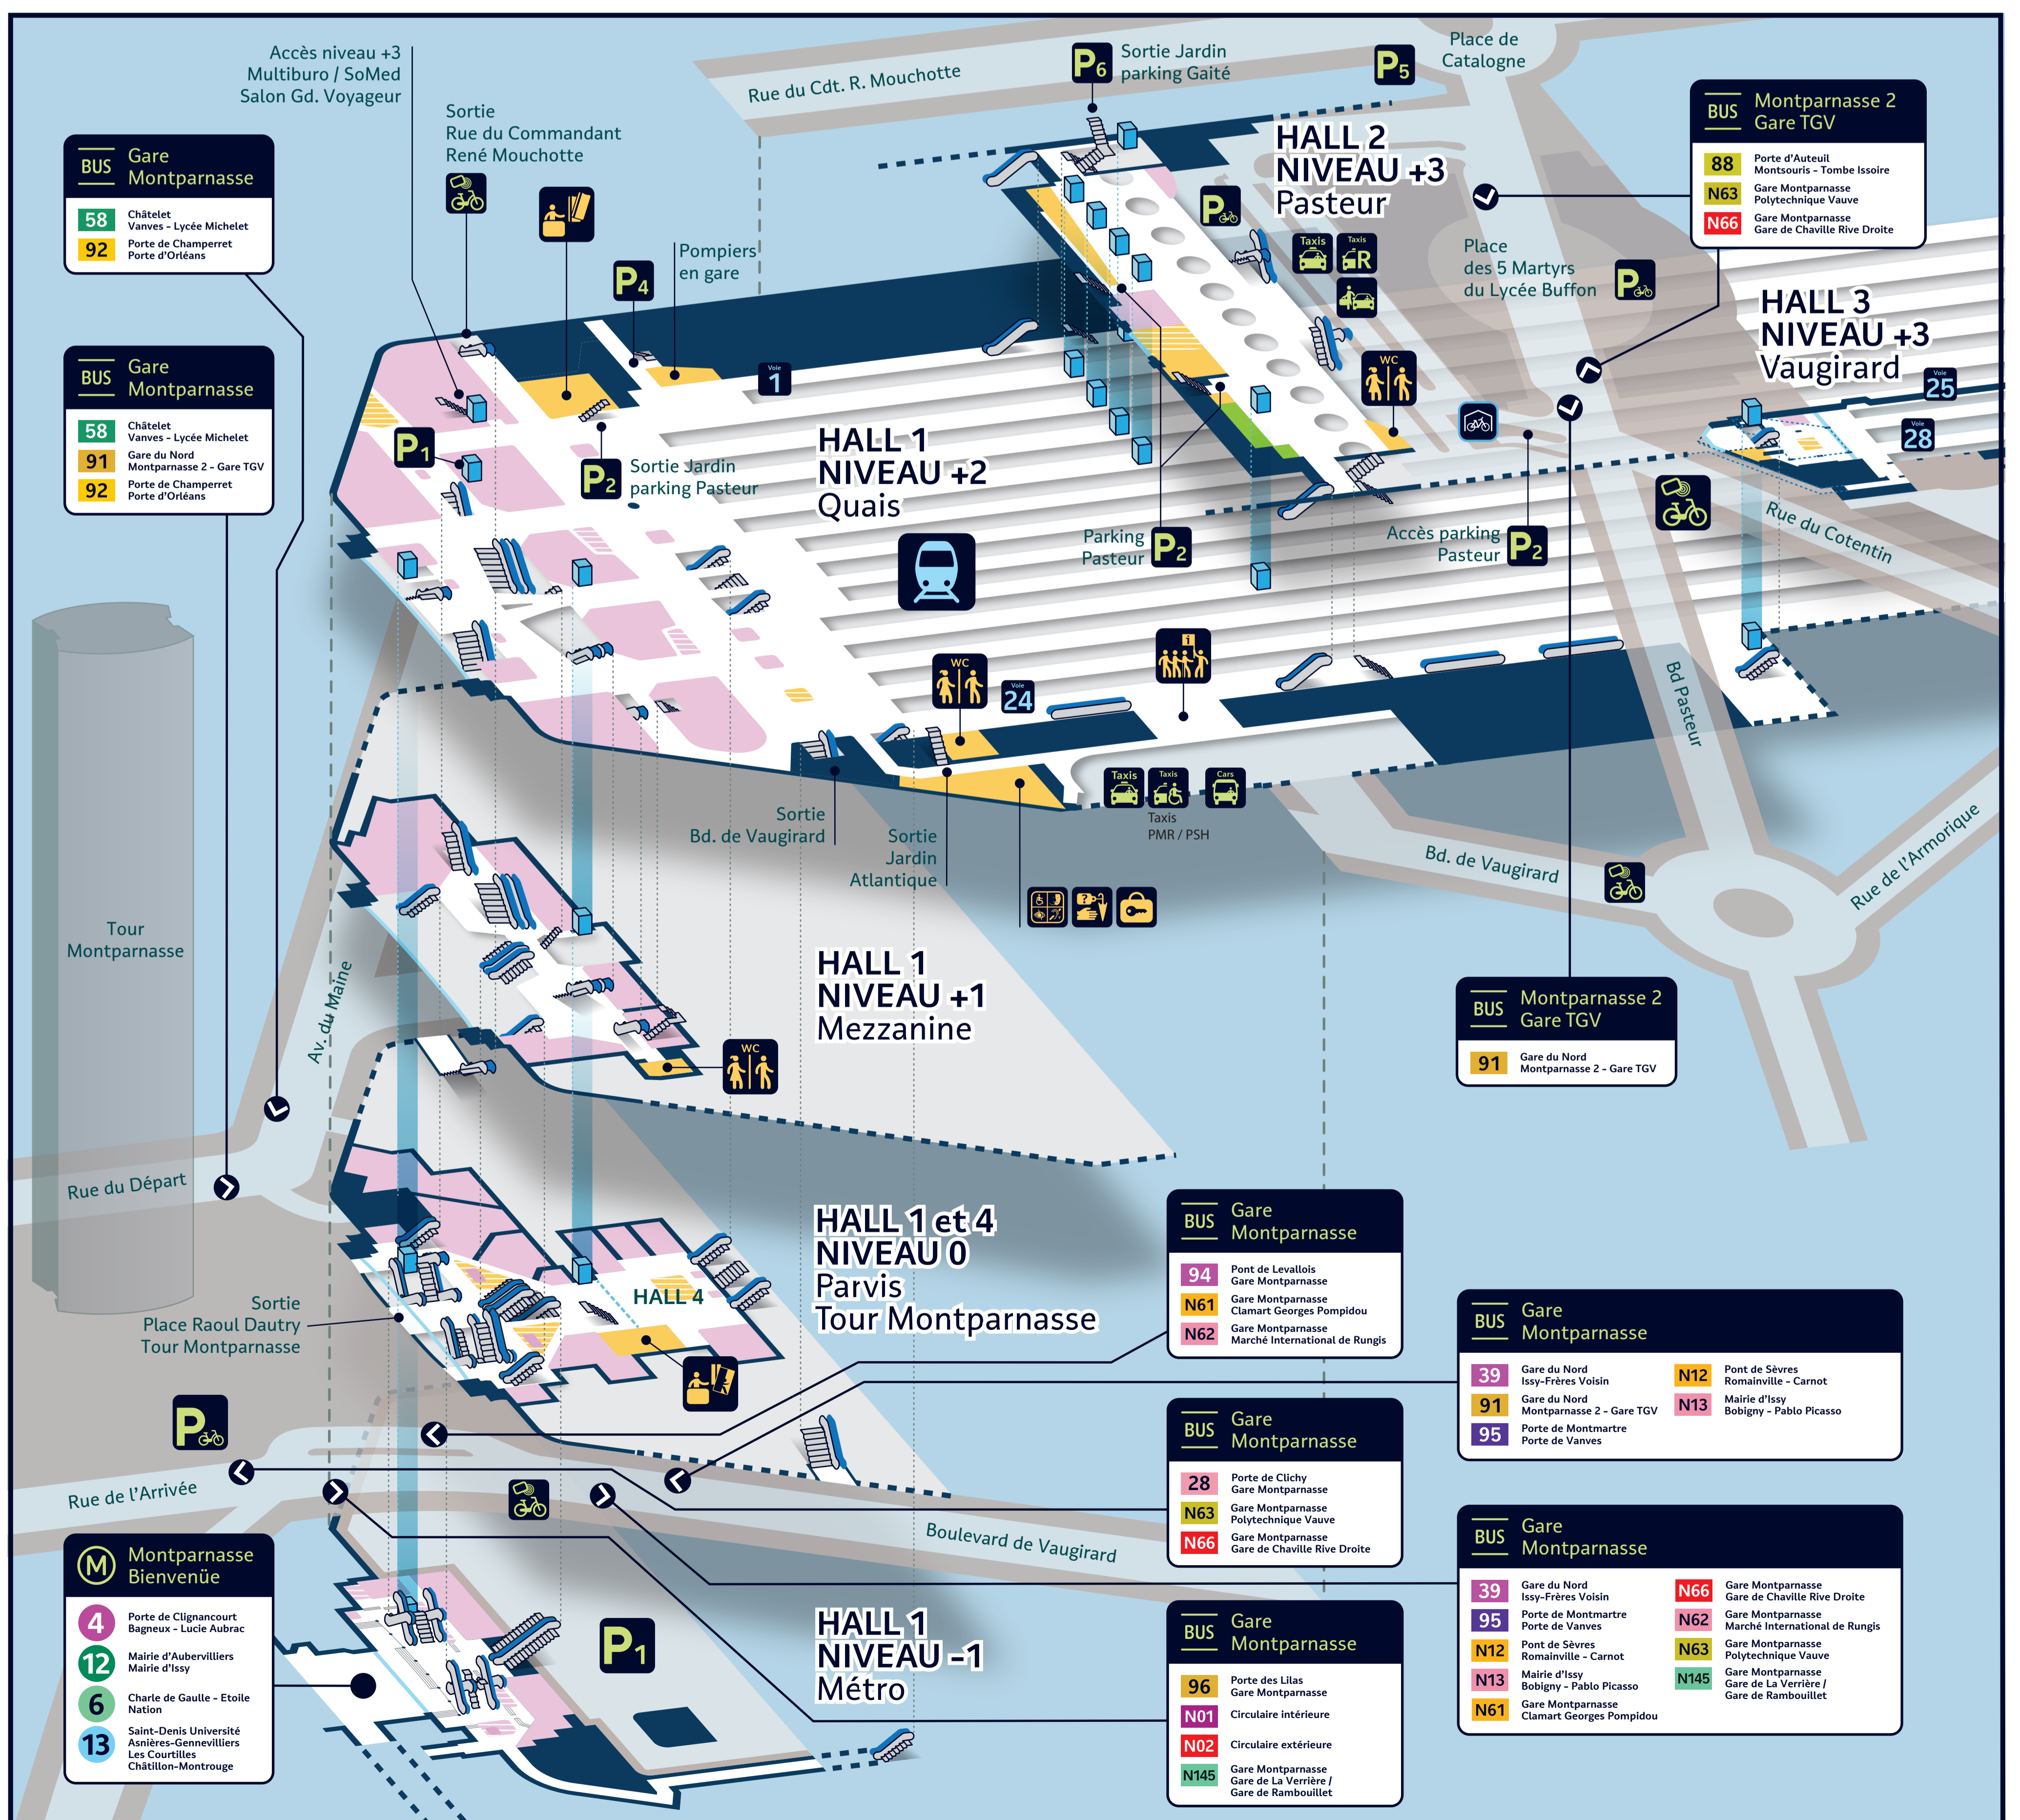 Accès niveau +3
Multiburo / SoMed
Salon Gd. Voyageur
Sortie
Rue du Commandant
René Mouchotte
Rue du Cdt. R. Mouchotte
P6
Sortie Jardin
parking Gaité
P5
Place de
Catalogne
BUS
Gare
Montparnasse
58
Châtelet
Vanves - Lycée Michelet
92
Porte de Champerret
Porte d'Orléans
BUS
Montparnasse 2
Gare TGV
88
Porte d'Auteuil
Montsouris - Tombe Issoire
N63
Gare Montparnasse
Polytechnique Vauve
N66
Gare Montparnasse
Gare de Chaville Rive Droite
HALL 2
NIVEAU +3
Pasteur
P
Taxis
Taxis
R
Place
des 5 Martyrs
du Lycée Buffon
P
P4
Pompiers
en gare
HALL 3
NIVEAU +3
Vaugirard
Voie
25
Voie
28
BUS
Gare
Montparnasse
58
Châtelet
Vanves - Lycée Michelet
91
Gare du Nord
Montparnasse 2 - Gare TGV
92
Porte de Champerret
Porte d'Orléans
Voie
1
WC
P1
P2
Sortie Jardin
parking Pasteur
HALL 1
NIVEAU +2
Quais
Parking
Pasteur
P2
Accès parking
Pasteur
P2
Rue du Cotentin
WC
Voie
24
i
Bd Pasteur
Sortie
Bd. de Vaugirard
Sortie
Jardin
Atlantique
Taxis
Taxis
Cars
Taxis
PMR / PSH
?
Bd. de Vaugirard
Rue de l'Armorique
Tour
Montparnasse
Av. du Maine
HALL 1
NIVEAU +1
Mezzanine
WC
BUS
Montparnasse 2
Gare TGV
91
Gare du Nord
Montparnasse 2 - Gare TGV
Rue du Départ
HALL 1 et 4
NIVEAU 0
Parvis
Tour Montparnasse
HALL 4
Sortie
Place Raoul Dautry
Tour Montparnasse
BUS
Gare
Montparnasse
94
Pont de Levallois
Gare Montparnasse
N61
Gare Montparnasse
Clamart Georges Pompidou
N62
Gare Montparnasse
Marché International de Rungis
BUS
Gare
Montparnasse
39
Gare du Nord
Issy-Frères Voisin
91
Gare du Nord
Montparnasse 2 - Gare TGV
95
Porte de Montmartre
Porte de Vanves
N12
Pont de Sèvres
Romainville - Carnot
N13
Mairie d'Issy
Bobigny - Pablo Picasso
P
Rue de l'Arrivée
Boulevard de Vaugirard
BUS
Gare
Montparnasse
28
Porte de Clichy
Gare Montparnasse
N63
Gare Montparnasse
Polytechnique Vauve
N66
Gare Montparnasse
Gare de Chaville Rive Droite
BUS
Gare
Montparnasse
39
Gare du Nord
Issy-Frères Voisin
95
Porte de Montmartre
Porte de Vanves
N12
Pont de Sèvres
Romainville - Carnot
N13
Mairie d'Issy
Bobigny - Pablo Picasso
N61
Gare Montparnasse
Clamart Georges Pompidou
N66
Gare Montparnasse
Gare de Chaville Rive Droite
N62
Gare Montparnasse
Marché International de Rungis
N63
Gare Montparnasse
Polytechnique Vauve
N145
Gare Montparnasse
Gare de La Verrière /
Gare de Rambouillet
M
Montparnasse
Bienvenüe
4
Porte de Clignancourt
Bagneux - Lucie Aubrac
12
Mairie d'Aubervilliers
Mairie d'Issy
6
Charle de Gaulle - Etoile
Nation
13
Saint-Denis Université
Asnières-Gennevilliers
Les Courtilles
Châtillon-Montrouge
P1
HALL 1
NIVEAU -1
Métro
BUS
Gare
Montparnasse
96
Porte des Lilas
Gare Montparnasse
N01
Circulaire intérieure
N02
Circulaire extérieure
N145
Gare Montparnasse
Gare de La Verrière /
Gare de Rambouillet